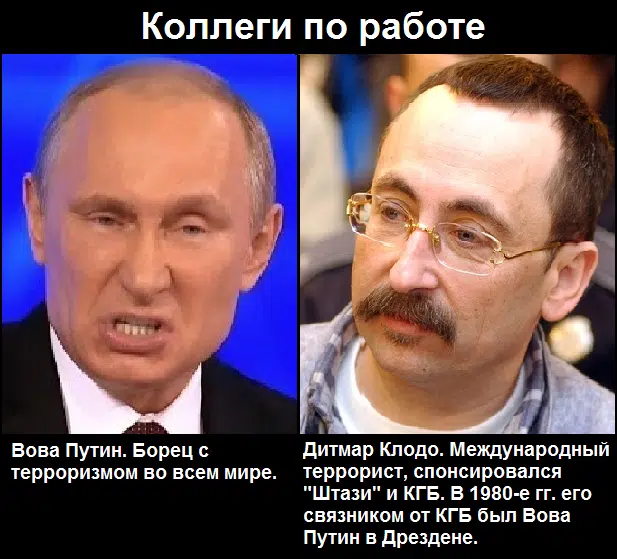 Коллеги по работе
Вова Путин. Борец с
терроризмом во всем мире.
Дитмар Клодо. Международный
террорист, спонсировался
"Штази" и КГБ. В 1980-е гг. его
связником от КГБ был Вова
Путин в Дрездене.